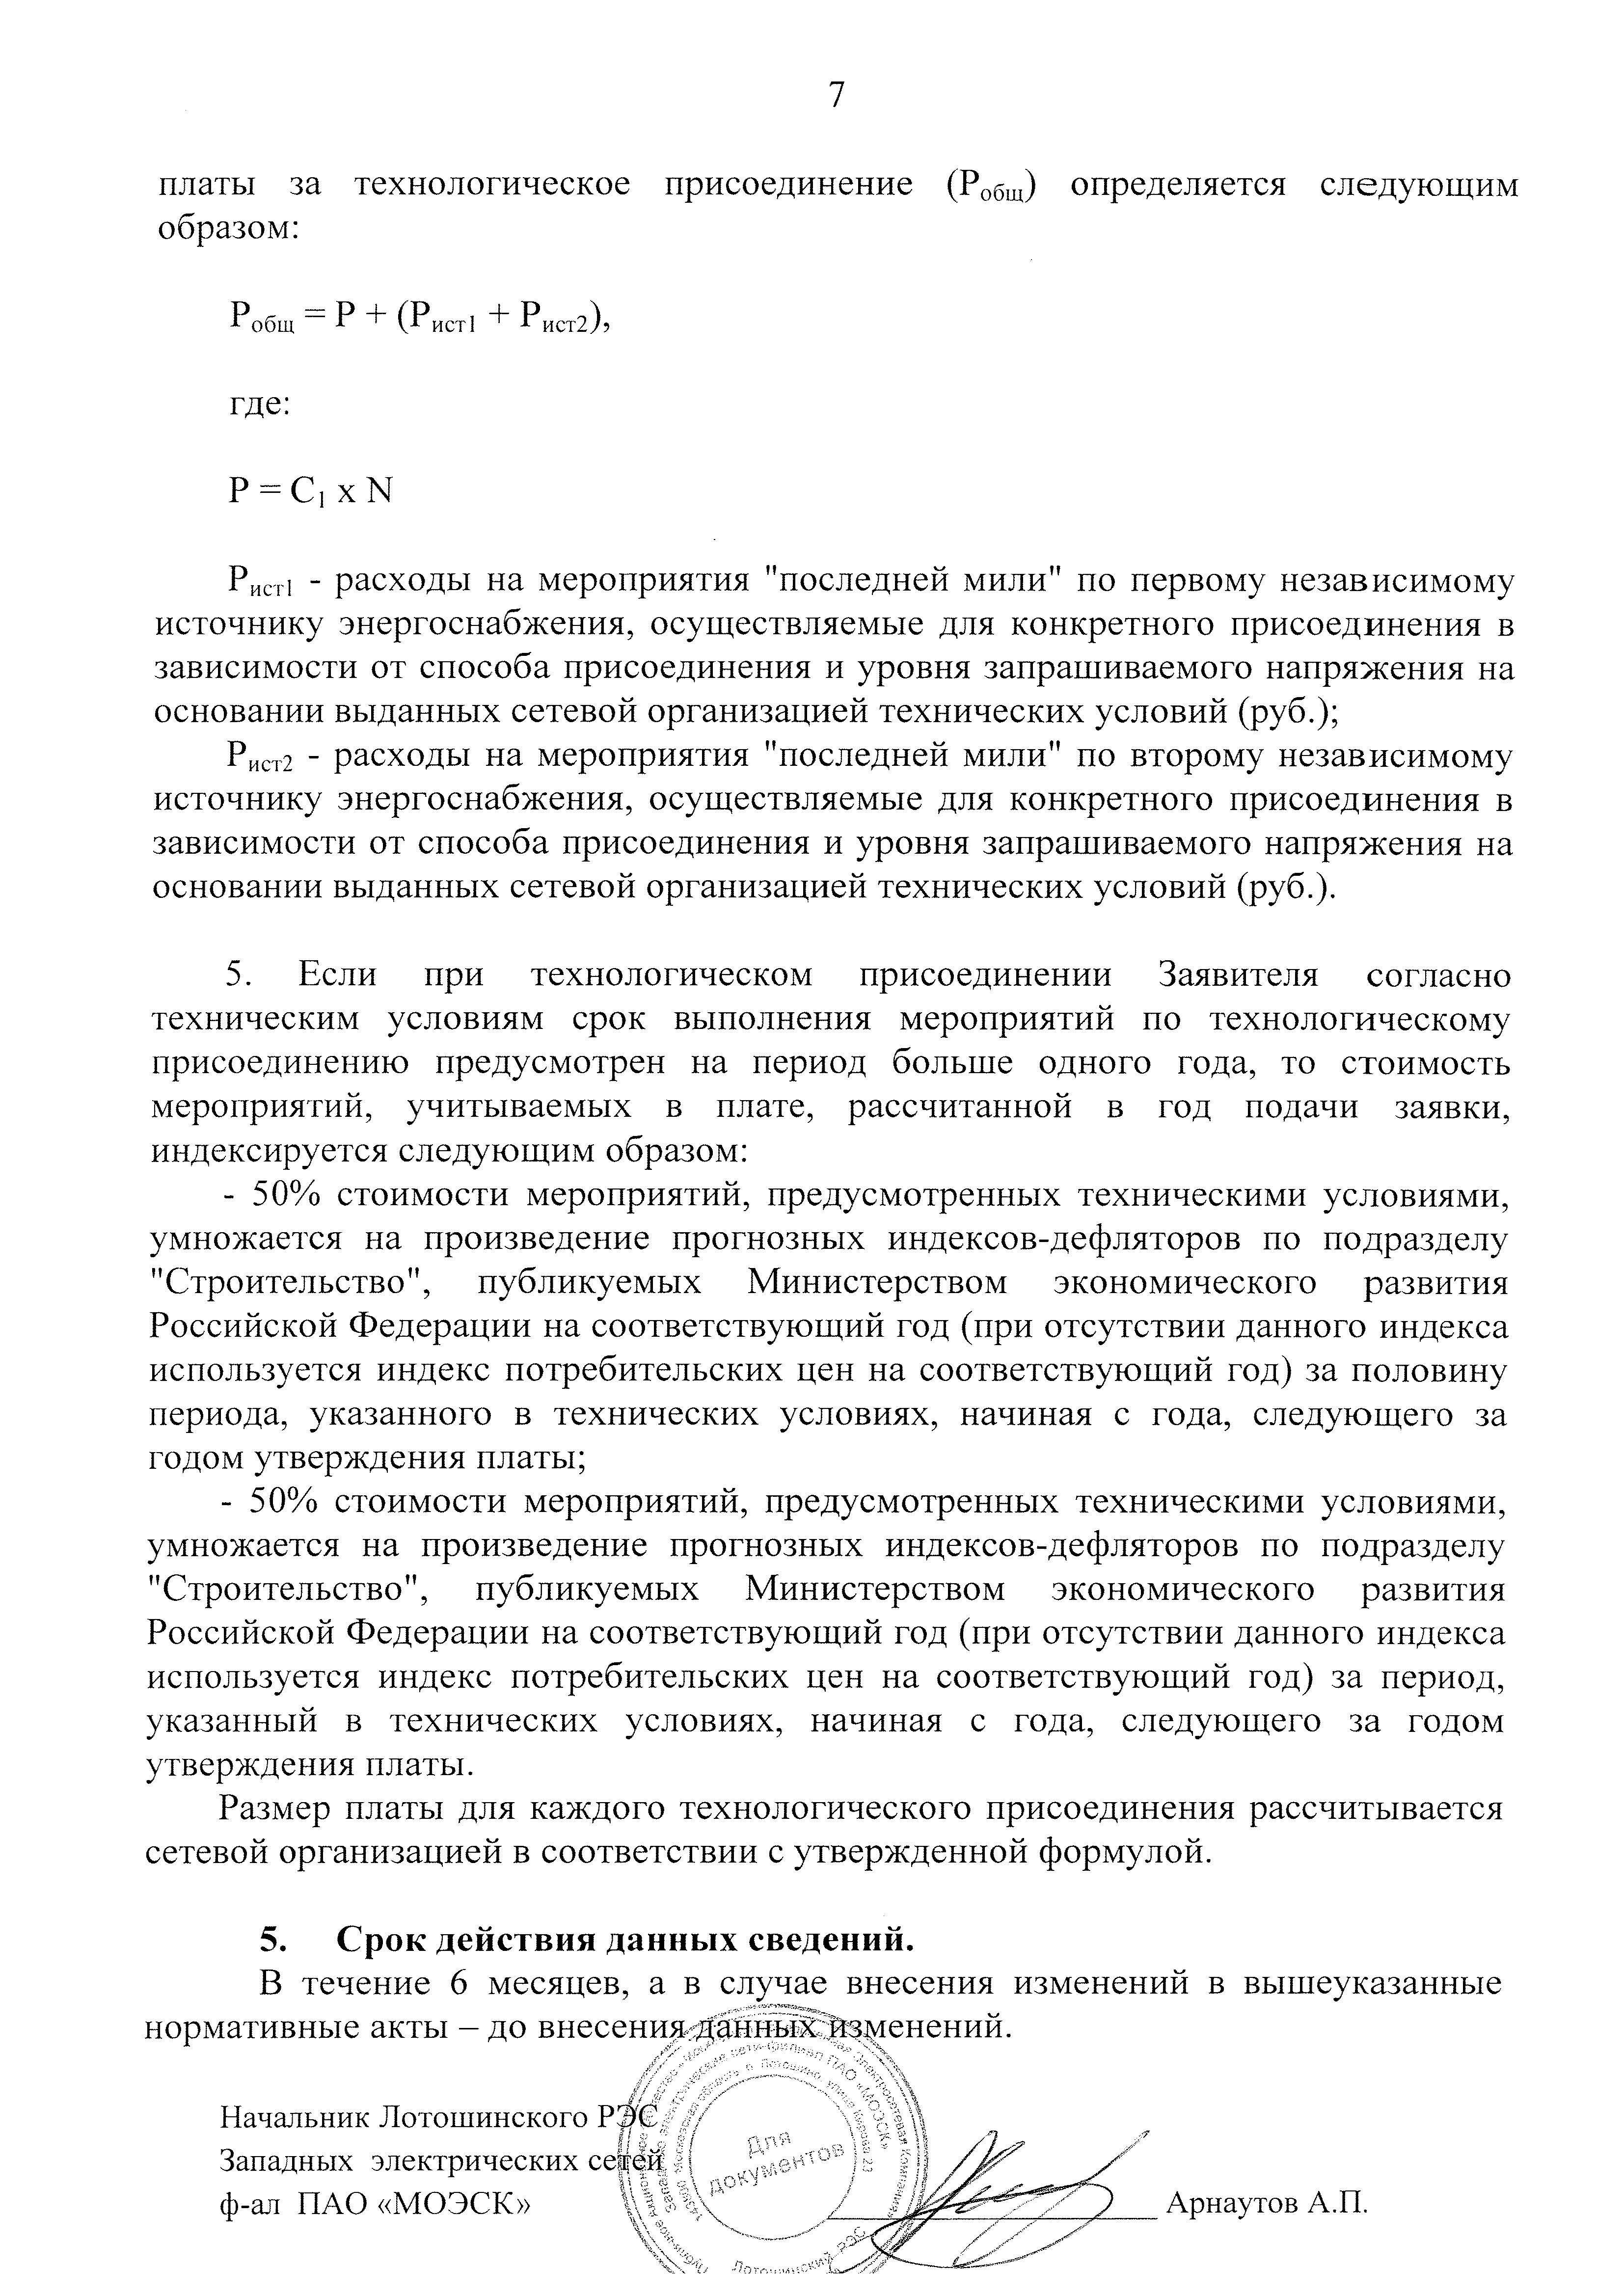 7
платы за технологическое присоединение (Робщ) определяется следующим
образом:
Робщ = Р + (Рист1 + Рист2),
где:
Р = С1 х N
Рист1 - расходы на мероприятия "последней мили" по первому независимому
источнику энергоснабжения, осуществляемые для конкретного присоединения в
зависимости от способа присоединения и уровня запрашиваемого напряжения на
основании выданных сетевой организацией технических условий (руб.);
Рист2 - расходы на мероприятия "последней мили" по второму независимому
источнику энергоснабжения, осуществляемые для конкретного присоединения в
зависимости от способа присоединения и уровня запрашиваемого напряжения на
основании выданных сетевой организацией технических условий (руб.).
5. Если при технологическом присоединении Заявителя согласно
техническим условиям срок выполнения мероприятий по технологическому
присоединению предусмотрен на период больше одного года, то стоимость
мероприятий, учитываемых в плате, рассчитанной в год подачи заявки,
индексируется следующим образом:
- 50% стоимости мероприятий, предусмотренных техническими условиями,
умножается на произведение прогнозных индексов-дефляторов по подразделу
"Строительство", публикуемых Министерством экономического развития
Российской Федерации на соответствующий год (при отсутствии данного индекса
используется индекс потребительских цен на соответствующий год) за половину
периода, указанного в технических условиях, начиная с года, следующего за
годом утверждения платы;
- 50% стоимости мероприятий, предусмотренных техническими условиями,
умножается на произведение прогнозных индексов-дефляторов по подразделу
"Строительство", публикуемых Министерством экономического развития
Российской Федерации на соответствующий год (при отсутствии данного индекса
используется индекс потребительских цен на соответствующий год) за период,
указанный в технических условиях, начиная с года, следующего за годом
утверждения платы.
Размер платы для каждого технологического присоединения рассчитывается
сетевой организацией в соответствии с утвержденной формулой.
5. Срок действия данных сведений.
В течение 6 месяцев, а в случае внесения изменений в вышеуказанные
нормативные акты – до внесения данных изменений.
Начальник Лотошинского РЭС
Западных электрических сетей
ф-ал ПАО «МОЭСК»
Арнаутов А.П.
Для
документов
Лотошинский РЭС